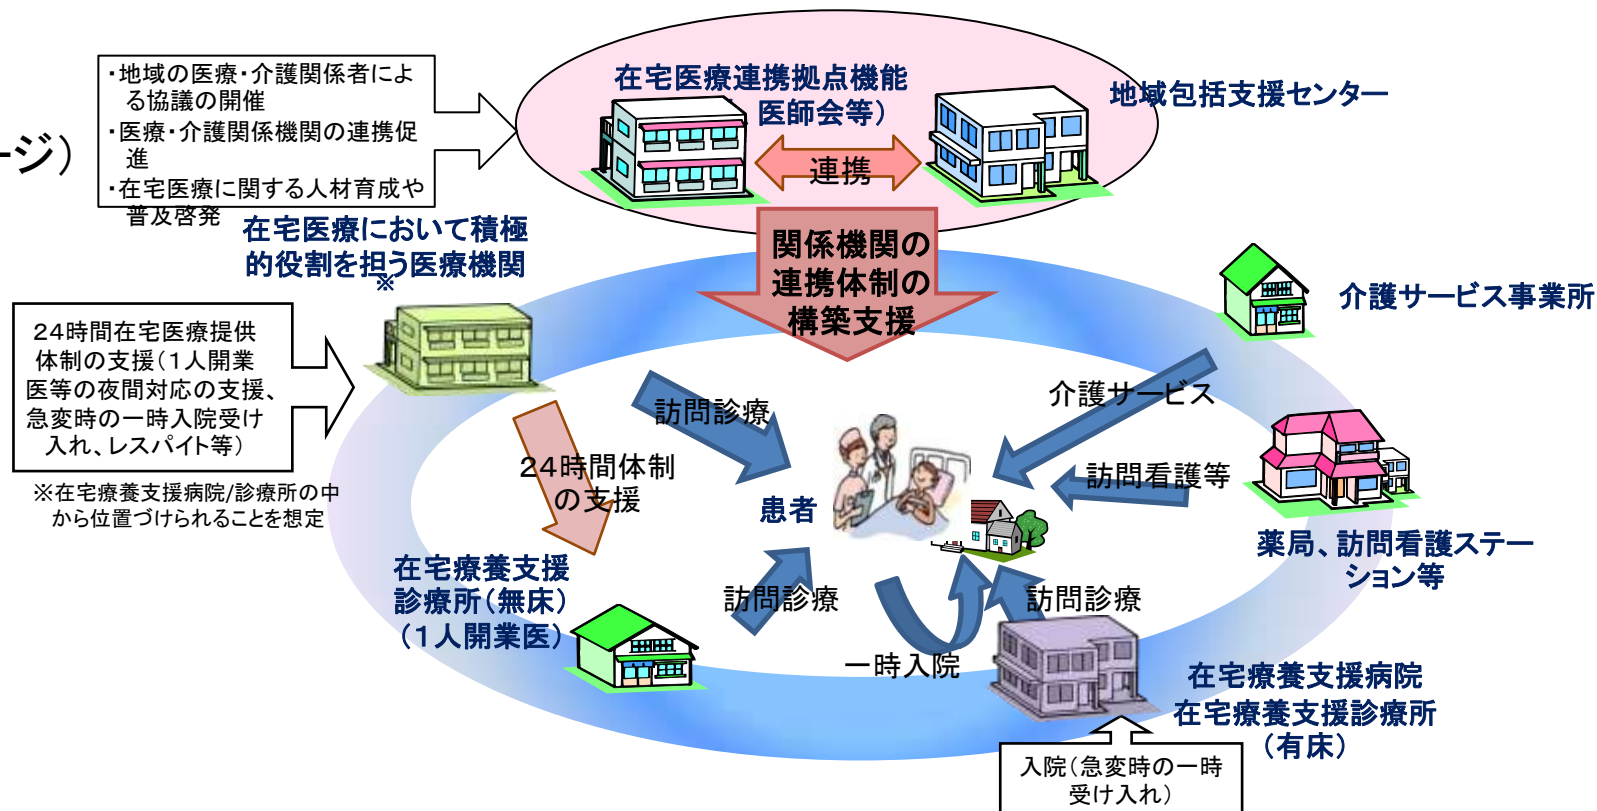 ・地域の医療・介護関係者によ
る協議の開催
・医療・介護関係機関の連携促
進
・在宅医療に関する人材育成や
普及啓発
ージ）
在宅医療連携拠点機能
医師会等）
地域包括支援センター
連携
関係機関の
連携体制の
構築支援
在宅医療において積極
的役割を担う医療機関
※
介護サービス事業所
２４時間在宅医療提供
体制の支援（１人開業
医等の夜間対応の支援、
急変時の一時入院受け
入れ、レスパイト等）
※在宅療養支援病院/診療所の中
から位置づけられることを想定
訪問診療
介護サービス
２４時間体制
の支援
訪問看護等
患者
薬局、訪問看護ステー
ション等
在宅療養支援
診療所（無床）
（１人開業医）
訪問診療
訪問診療
一時入院
在宅療養支援病院
在宅療養支援診療所
（有床）
入院（急変時の一時
受け入れ）